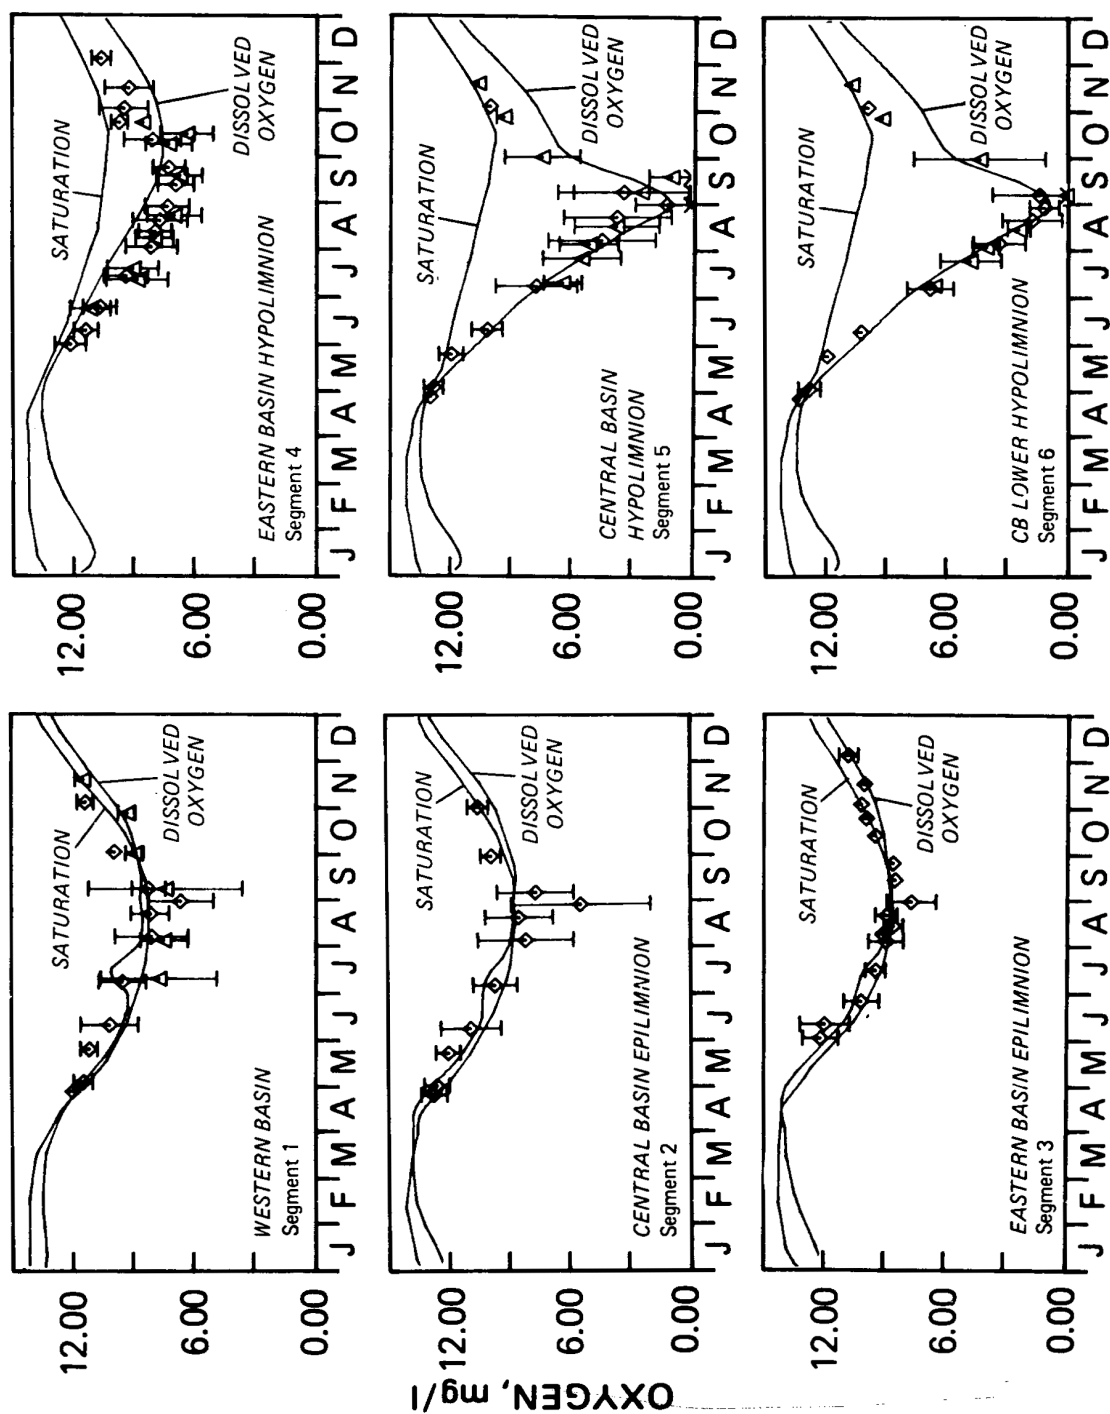 OXYGEN, mg/l
12.00
6.00
0.00
WESTERN BASIN
Segment 1
SATURATION
DISSOLVED
OXYGEN
J F M A M J J A S O N D
12.00
6.00
0.00
CENTRAL BASIN EPILIMNION
Segment 2
SATURATION
DISSOLVED
OXYGEN
J F M A M J J A S O N D
12.00
6.00
0.00
EASTERN BASIN EPILIMNION
Segment 3
SATURATION
DISSOLVED
OXYGEN
J F M A M J J A S O N D
12.00
6.00
0.00
EASTERN BASIN HYPOLIMNION
Segment 4
SATURATION
DISSOLVED
OXYGEN
J F M A M J J A S O N D
12.00
6.00
0.00
CENTRAL BASIN
HYPOLIMNION
Segment 5
SATURATION
DISSOLVED
OXYGEN
J F M A M J J A S O N D
12.00
6.00
0.00
CB LOWER HYPOLIMNION
Segment 6
SATURATION
DISSOLVED
OXYGEN
J F M A M J J A S O N D